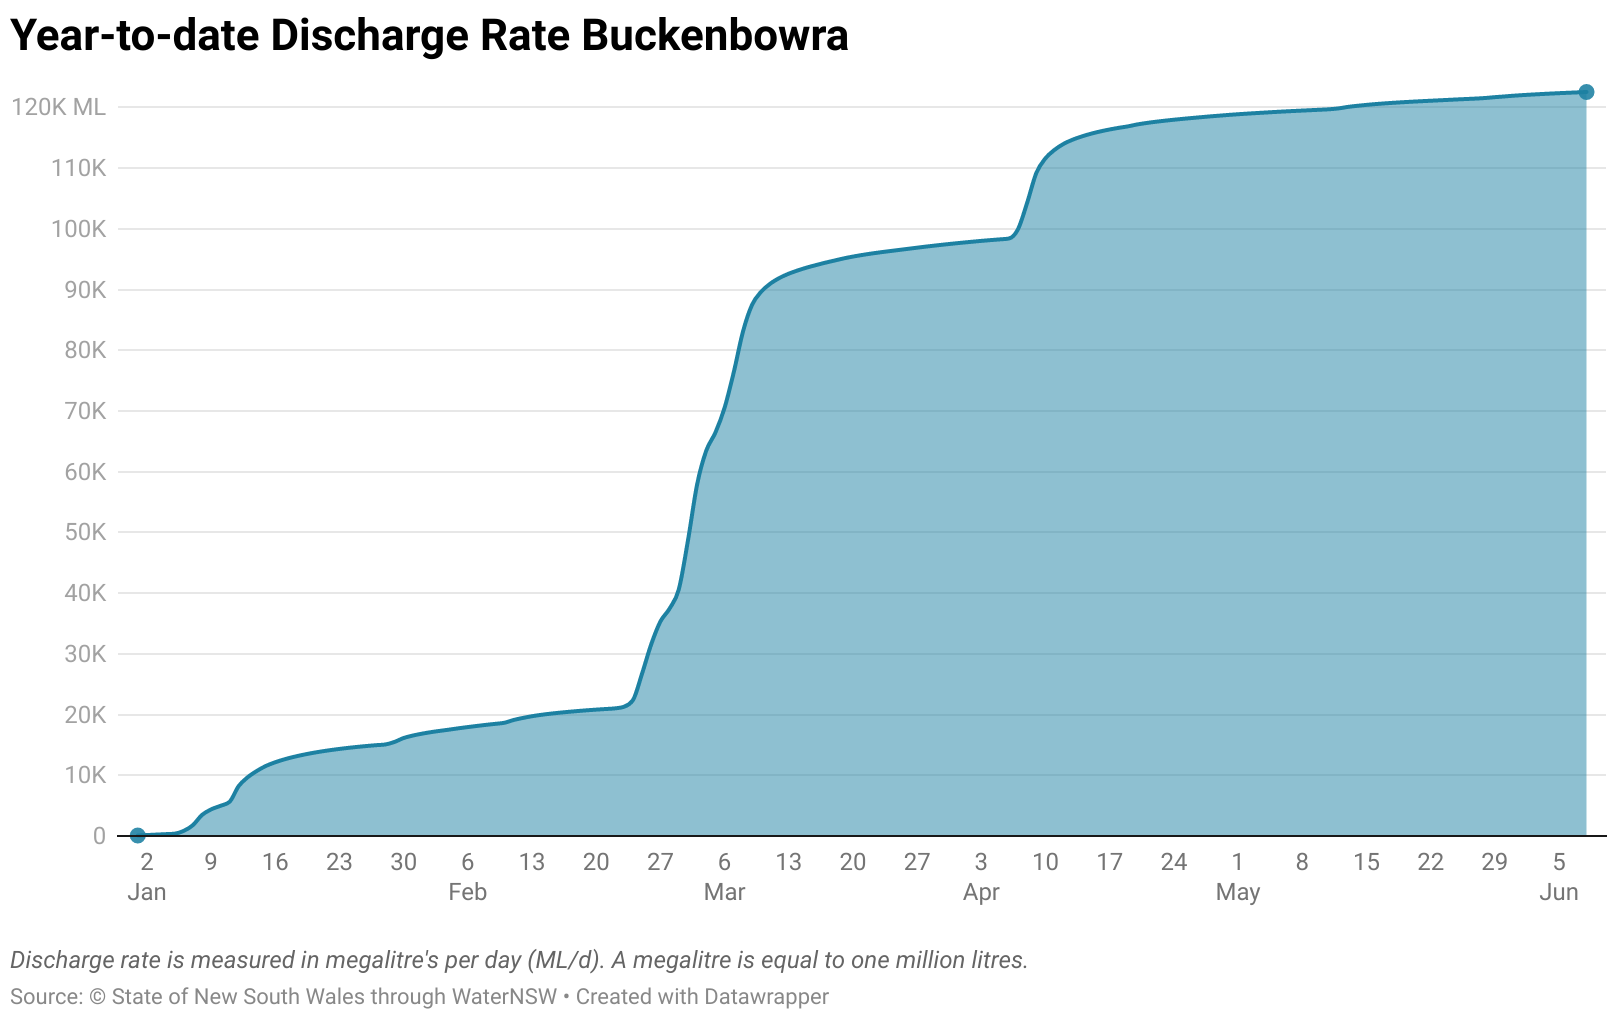 Year-to-date Discharge Rate Buckenbowra
120K ML
110K
100K
90K
80K
70K
60K
50K
40K
30K
20K
10K
0
2 9 16 23 30 6 13 20 27 6 13 20 27 3 10 17 24 1 8 15 22 29 5
Jan Feb Mar Apr May Jun
Discharge rate is measured in megalitre's per day (ML/d). A megalitre is equal to one million litres.
Source: © State of New South Wales through WaterNSW • Created with Datawrapper